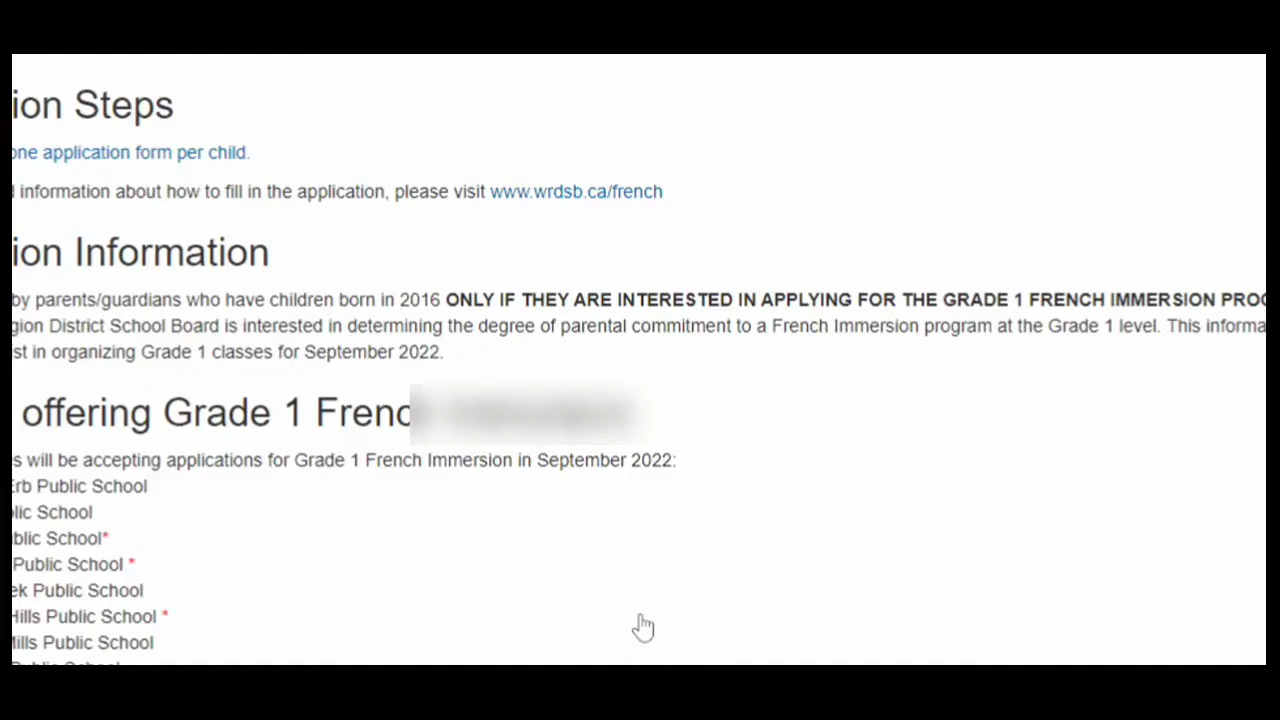 ion Steps
one application form per child.
information about how to fill in the application, please visit www.wrdsb.ca/french
ion Information
by parents/guardians who have children born in 2016 ONLY IF THEY ARE INTERESTED IN APPLYING FOR THE GRADE 1 FRENCH IMMERSION PROG
gion District School Board is interested in determining the degree of parental commitment to a French Immersion program at the Grade 1 level. This informa
st in organizing Grade 1 classes for September 2022.
offering Grade 1 Frenc
s will be accepting applications for Grade 1 French Immersion in September 2022:
Erb Public School
lic School
blic School*
Public School *
ek Public School
Hills Public School *
Mills Public School